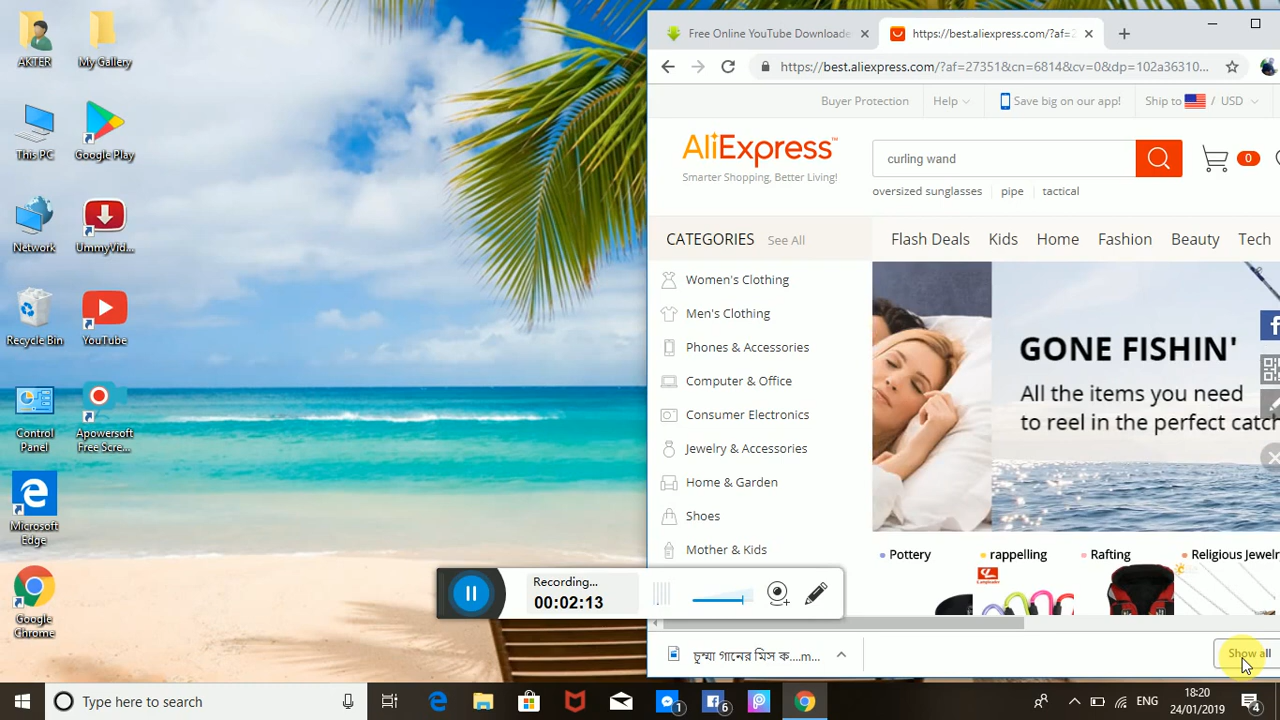 AKTER
My Gallery
This PC
Google Play
Network
UmmyVid...
Recycle Bin
YouTube
Control
Panel
Apowersoft
Free Scre...
Microsoft
Edge
Google
Chrome
Free Online YouTube Downloade
https://best.aliexpress.com/?af=2
https://best.aliexpress.com/?af=27351&cn=6814&cv=0&dp=102a36310...
Buyer Protection
Help
Save big on our app!
Ship to / USD
AliExpress
Smarter Shopping, Better Living!
curling wand
0
oversized sunglasses pipe tactical
CATEGORIES See All
Flash Deals Kids Home Fashion Beauty Tech
Women's Clothing
Men's Clothing
Phones & Accessories
Computer & Office
Consumer Electronics
Jewelry & Accessories
Home & Garden
Shoes
Mother & Kids
GONE FISHIN'
All the items you need
to reel in the perfect catch
Pottery rappelling Rafting Religious Jewelr
Recording...
00:02:13
চুম্মা গানের মিস ক....m...
Show all
Type here to search
1
6
ENG
18:20
24/01/2019
4